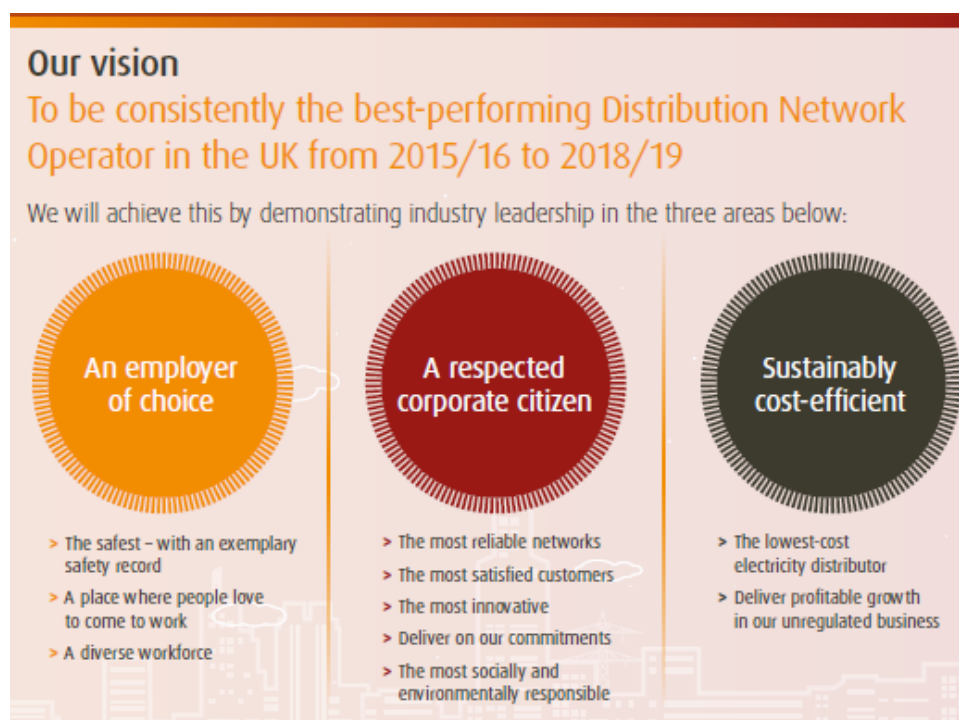 Our vision
To be consistently the best-performing Distribution Network
Operator in the UK from 2015/16 to 2018/19
We will achieve this by demonstrating industry leadership in the three areas below:
An employer
of choice
> The safest – with an exemplary
safety record
> A place where people love
to come to work
> A diverse workforce
A respected
corporate citizen
> The most reliable networks
> The most satisfied customers
> The most innovative
> Deliver on our commitments
> The most socially and
environmentally responsible
Sustainably
cost-efficient
> The lowest-cost
electricity distributor
> Deliver profitable growth
in our unregulated business